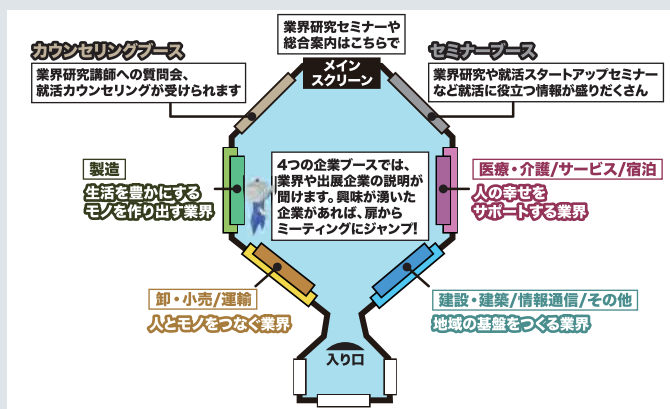 業界研究セミナーや
総合案内はこちらで
カウンセリングブース
メイン
スクリーン
セミナーブース
業界研究講師への質問会、
就活カウンセリングが受けられます
業界研究や就活スタートアップセミナー
など就活に役立つ情報が盛りだくさん
製造
生活を豊かにする
モノを作り出す業界
4つの企業ブースでは、
業界や出展企業の説明が
聞けます。興味が湧いた
企業があれば、扉から
ミーティングにジャンプ!
医療・介護/サービス/宿泊
人の幸せを
サポートする業界
卸・小売/運輸
人とモノをつなぐ業界
建設・建築/情報通信/その他
地域の基盤をつくる業界
入り口